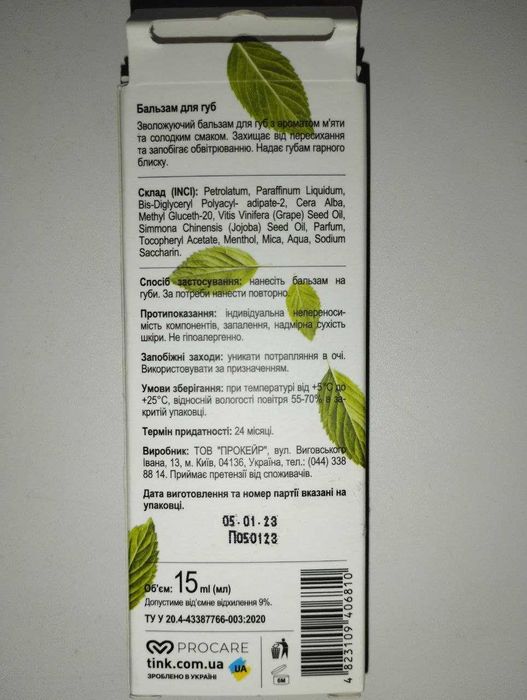 Бальзам для губ
Зволожуючий бальзам для губ з ароматом м'яти
та солодким смаком. Захищає від пересихання
та запобігає обвітрюванню. Надає губам гарного
блиску.
Склад (INCI): Petrolatum, Paraffinum Liquidum,
Bis-Diglyceryl Polyacyl- adipate-2, Cera Alba,
Methyl Gluceth-20, Vitis Vinifera (Grape) Seed Oil,
Simmona Chinensis (Jojoba) Seed Oil, Parfum,
Tocopheryl Acetate, Menthol, Mica, Aqua, Sodium
Saccharin.
Спосіб застосування: нанесіть бальзам на
губи. За потреби нанести повторно.
Протипоказання: індивідуальна непереноси-
мість компонентів, запалення, надмірна сухість
шкіри. Не гіпоалергенно.
Запобіжні заходи: уникати потрапляння в очі.
Використовувати за призначенням.
Умови зберігання: при температурі від +5°С до
+25°С, відносній вологості повітря 55-70% в за-
критій упаковці.
Термін придатності: 24 місяці.
Виробник: ТОВ "ПРОКЕЙР", вул. Виговського
Івана, 13, м. Київ, 04136, Україна, тел.: (044) 338
88 14. Приймає претензії від споживачів.
Дата виготовлення та номер партії вказані на
упаковці.
05.01.23
П050123
Об'єм: 15 ml (мл)
Допустиме від'ємне відхилення 9%.
ТУ У 20.4-43387766-003:2020
PROCARE
tink.com.ua
UA
ЗРОБЛЕНО В УКРАЇНІ
6M
4 823109 406810